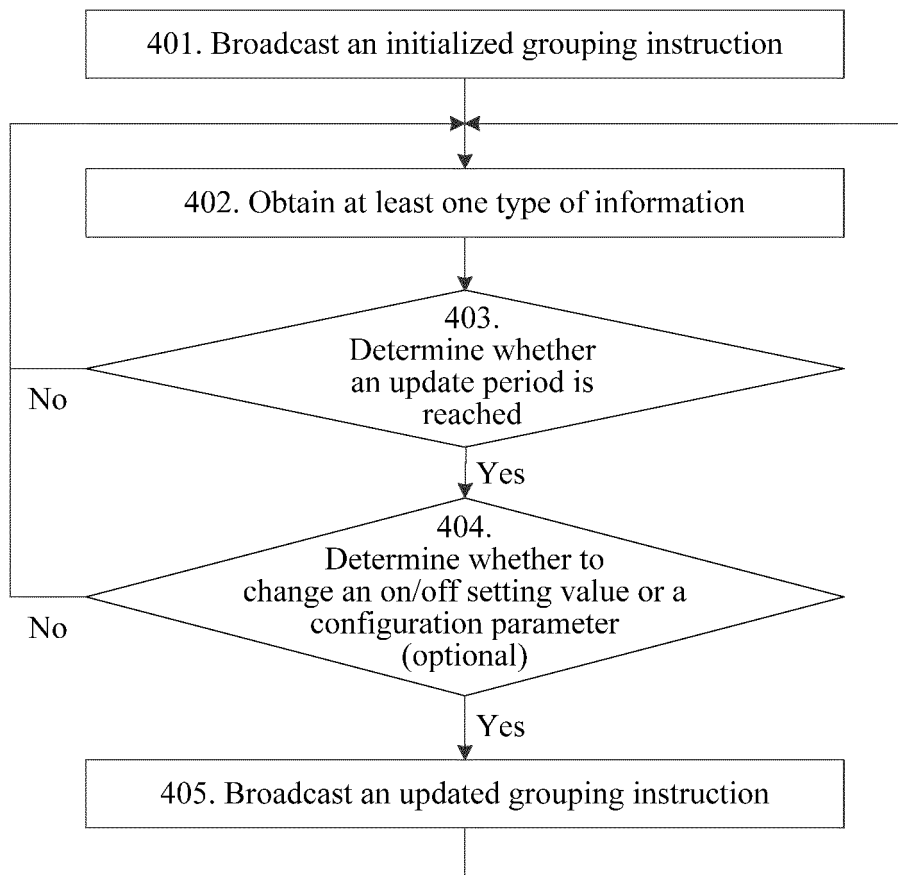 401. Broadcast an initialized grouping instruction
402. Obtain at least one type of information
403.
Determine whether
an update period is
reached
No
Yes
404.
Determine whether to
change an on/off setting value or a
configuration parameter
(optional)
No
Yes
405. Broadcast an updated grouping instruction